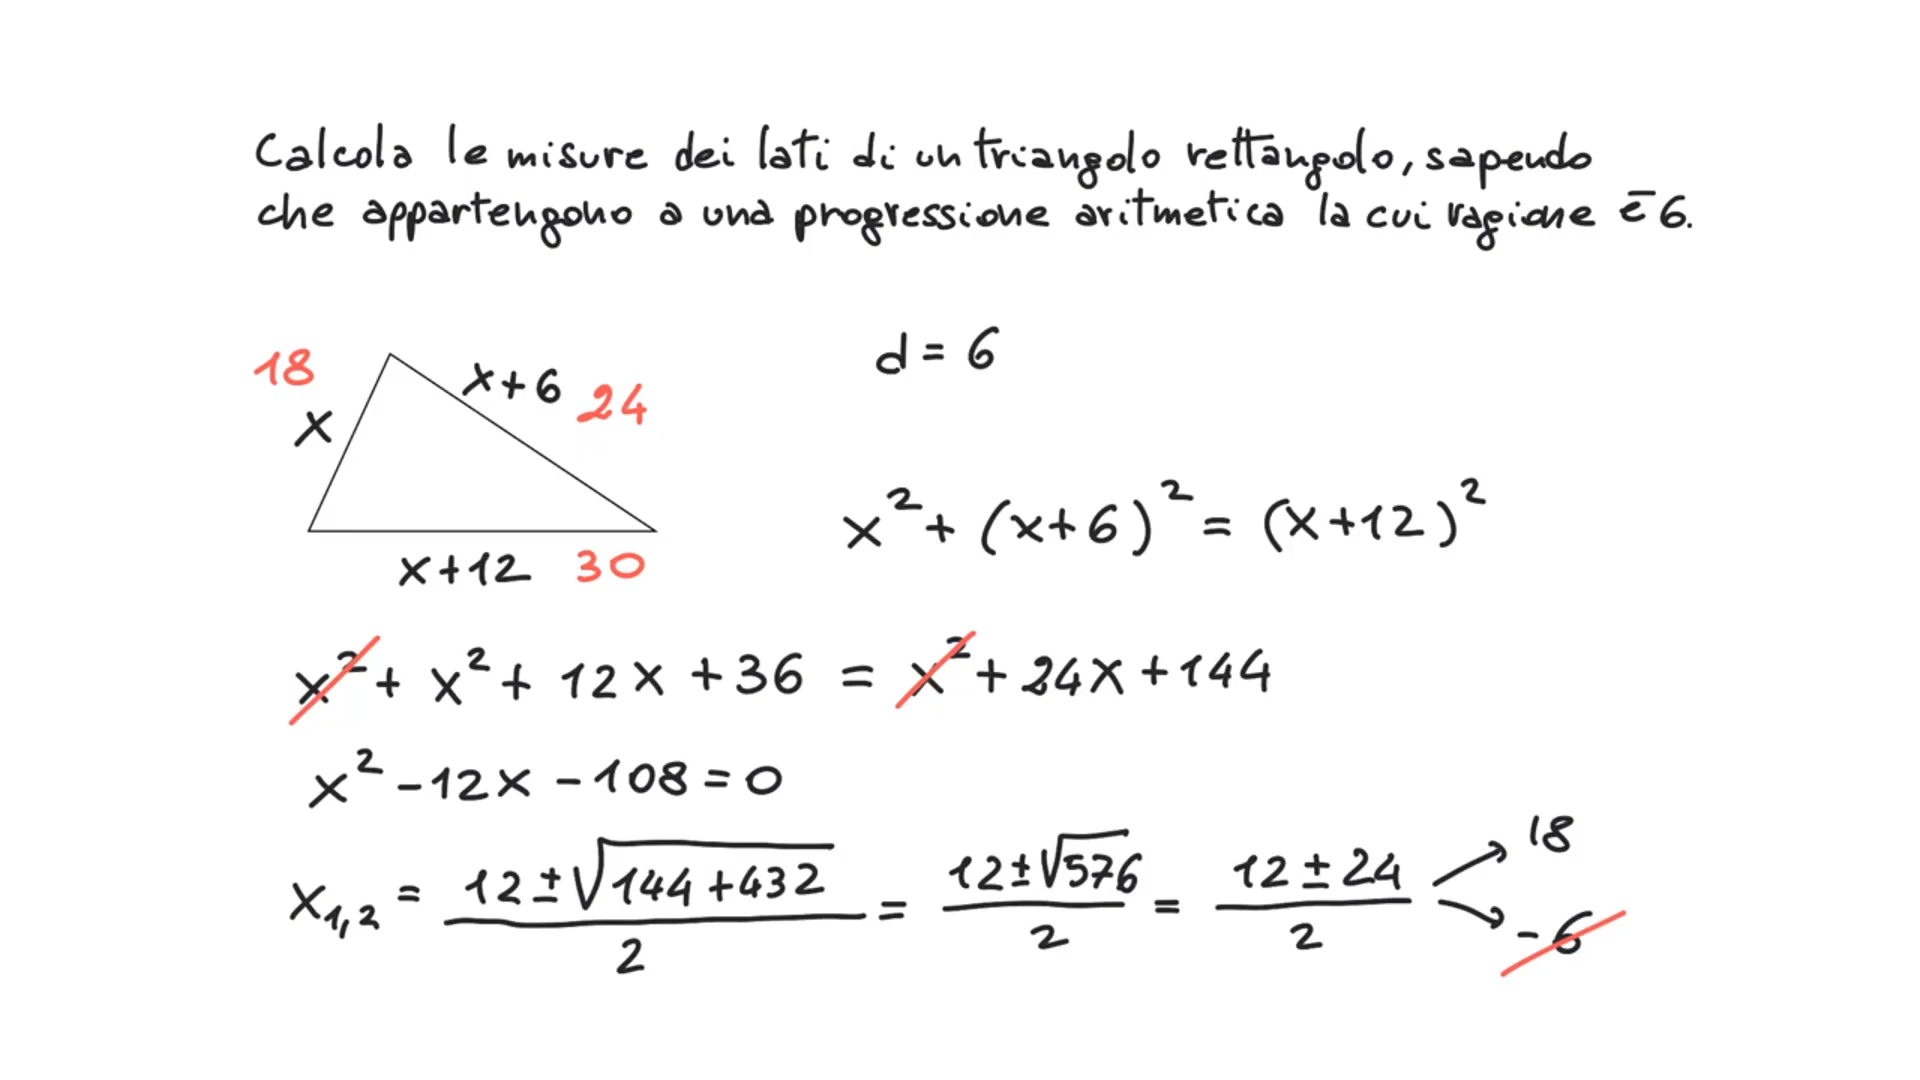 Calcola le misure dei lati di un triangolo rettangolo, sapendo
che appartengono a una progressione aritmetica la cui ragione è 6.
18
x
x+6 24
x+12 30
d = 6
x² + (x+6)² = (x+12)²
x² + x² + 12x + 36 = x² + 24x + 144
x² - 12x - 108 = 0
x₁,₂ = (12 ± √(144 + 432))/2 = (12 ± √576)/2 = (12 ± 24)/2
18
-6